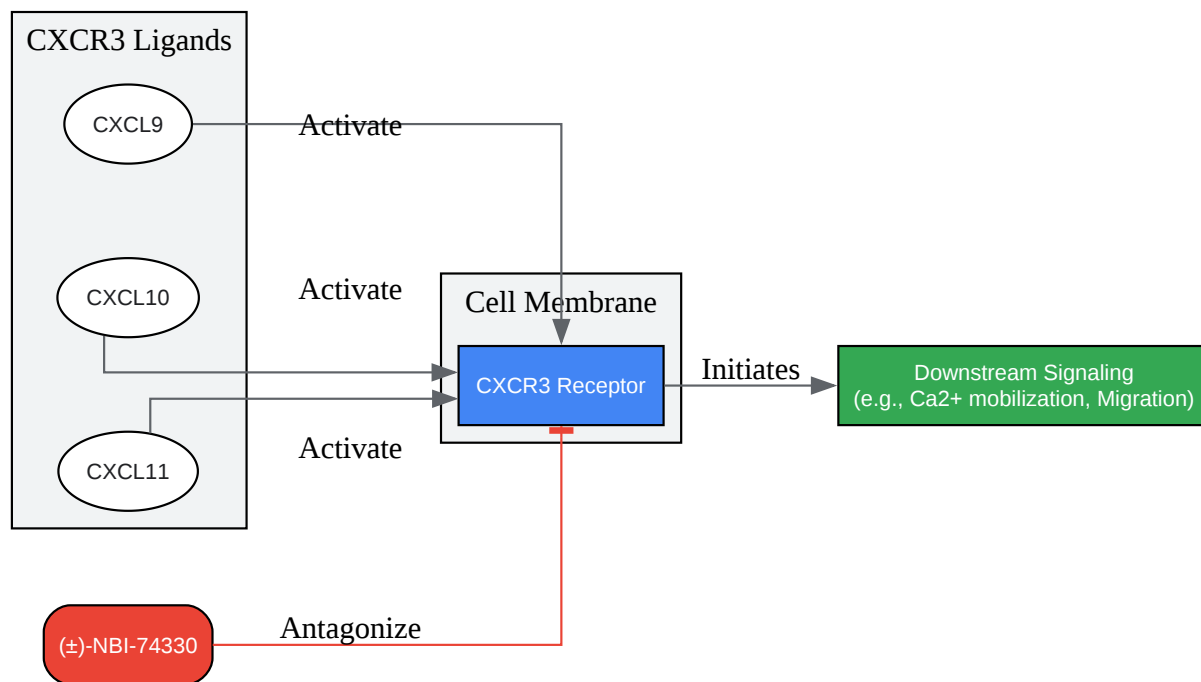 CXCR3 Ligands
CXCL9
Activate
CXCL10
Activate
Cell Membrane
CXCR3 Receptor
Initiates
Downstream Signaling
(e.g., Ca2+ mobilization, Migration)
Activate
CXCL11
(±)-NBI-74330
Antagonize